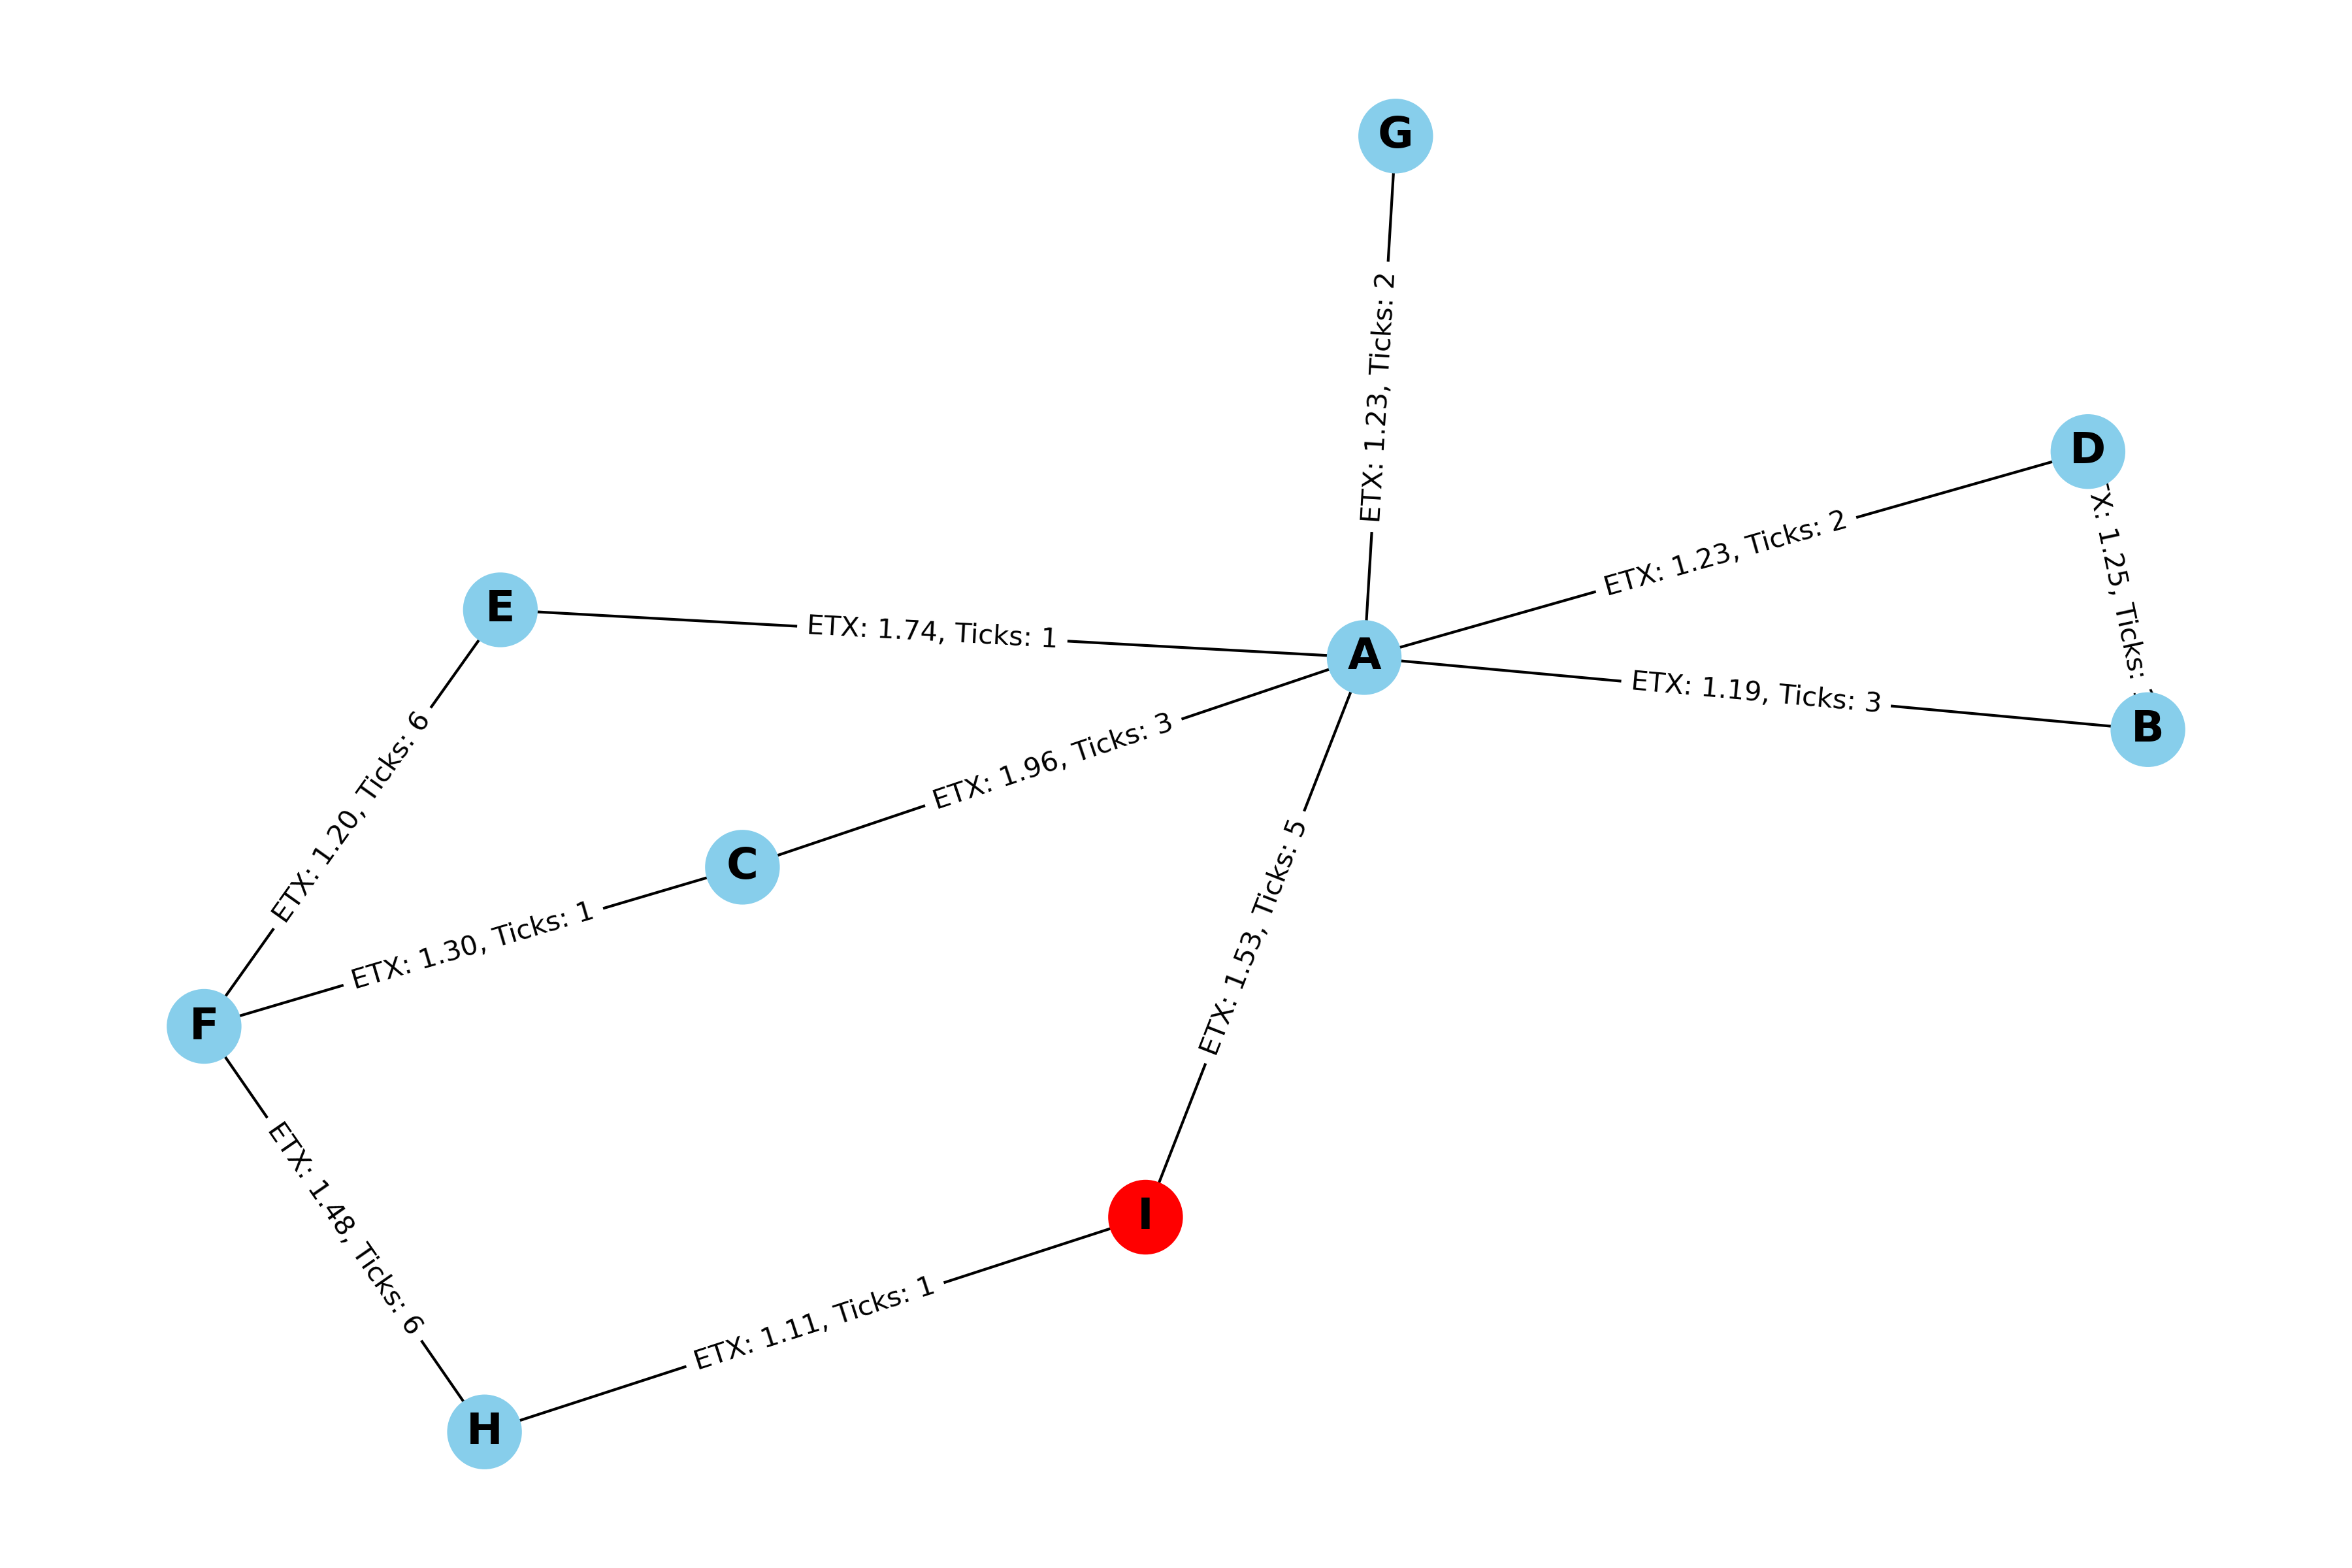 G
ETX: 1.23, Ticks: 2
D
ETX: 1.23, Ticks: 2
1.25, Ticks:
E
ETX: 1.74, Ticks: 1
A
ETX: 1.19, Ticks: 3
B
ETX: 1.20, Ticks: 6
ETX: 1.96, Ticks: 3
C
ETX: 1.30, Ticks: 1
ETX: 1.53, Ticks: 5
F
ETX: 1.48, Ticks: 6
I
ETX: 1.11, Ticks: 1
H